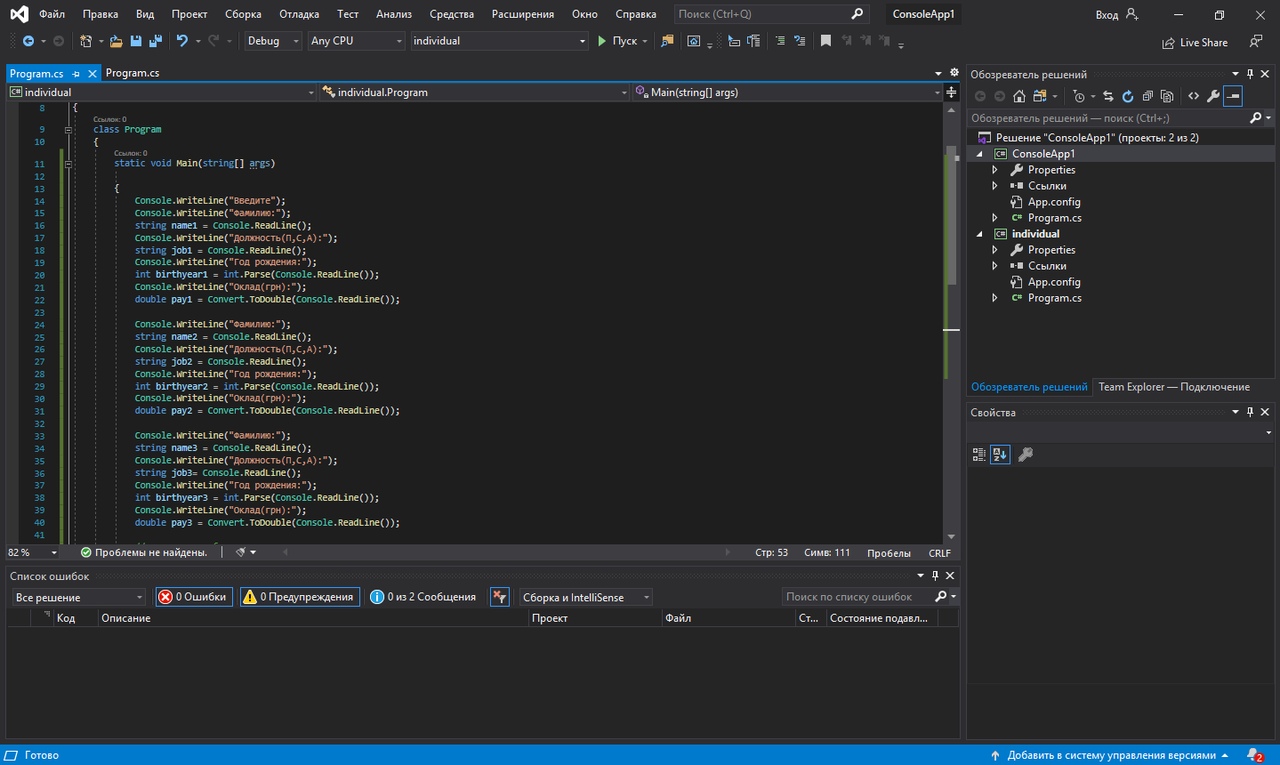 Файл Правка Вид Проект Сборка Отладка Тест Анализ Средства Расширения Окно Справка Поиск (Ctrl+Q) ConsoleApp1 Вход
Debug Any CPU individual Пуск Live Share
Program.cs Program.cs
individual individual.Program Main(string[] args)
8 {
Ссылок: 0
9 class Program
10 {
Ссылок: 0
11 static void Main(string[] args)
12
13 {
14 Console.WriteLine("Введите");
15 Console.WriteLine("Фамилию:");
16 string name1 = Console.ReadLine();
17 Console.WriteLine("Должность(П,С,А):");
18 string job1 = Console.ReadLine();
19 Console.WriteLine("Год рождения:");
20 int birthyear1 = int.Parse(Console.ReadLine());
21 Console.WriteLine("Оклад(грн):");
22 double pay1 = Convert.ToDouble(Console.ReadLine());
23
24 Console.WriteLine("Фамилию:");
25 string name2 = Console.ReadLine();
26 Console.WriteLine("Должность(П,С,А):");
27 string job2 = Console.ReadLine();
28 Console.WriteLine("Год рождения:");
29 int birthyear2 = int.Parse(Console.ReadLine());
30 Console.WriteLine("Оклад(грн):");
31 double pay2 = Convert.ToDouble(Console.ReadLine());
32
33 Console.WriteLine("Фамилию:");
34 string name3 = Console.ReadLine();
35 Console.WriteLine("Должность(П,С,А):");
36 string job3= Console.ReadLine();
37 Console.WriteLine("Год рождения:");
38 int birthyear3 = int.Parse(Console.ReadLine());
39 Console.WriteLine("Оклад(грн):");
40 double pay3 = Convert.ToDouble(Console.ReadLine());
41
82 % Проблемы не найдены. Стр: 53 Симв: 111 Пробелы CRLF
Список ошибок
Все решение 0 Ошибки 0 Предупреждения 0 из 2 Сообщения Сборка и IntelliSense Поиск по списку ошибок
Код Описание Проект Файл Ст... Состояние подавл...
Обозреватель решений
Обозреватель решений — поиск (Ctrl+;)
Решение "ConsoleApp1" (проекты: 2 из 2)
ConsoleApp1
Properties
Ссылки
App.config
Program.cs
individual
Properties
Ссылки
App.config
Program.cs
Обозреватель решений Team Explorer — Подключение
Свойства
Готово Добавить в систему управления версиями 2